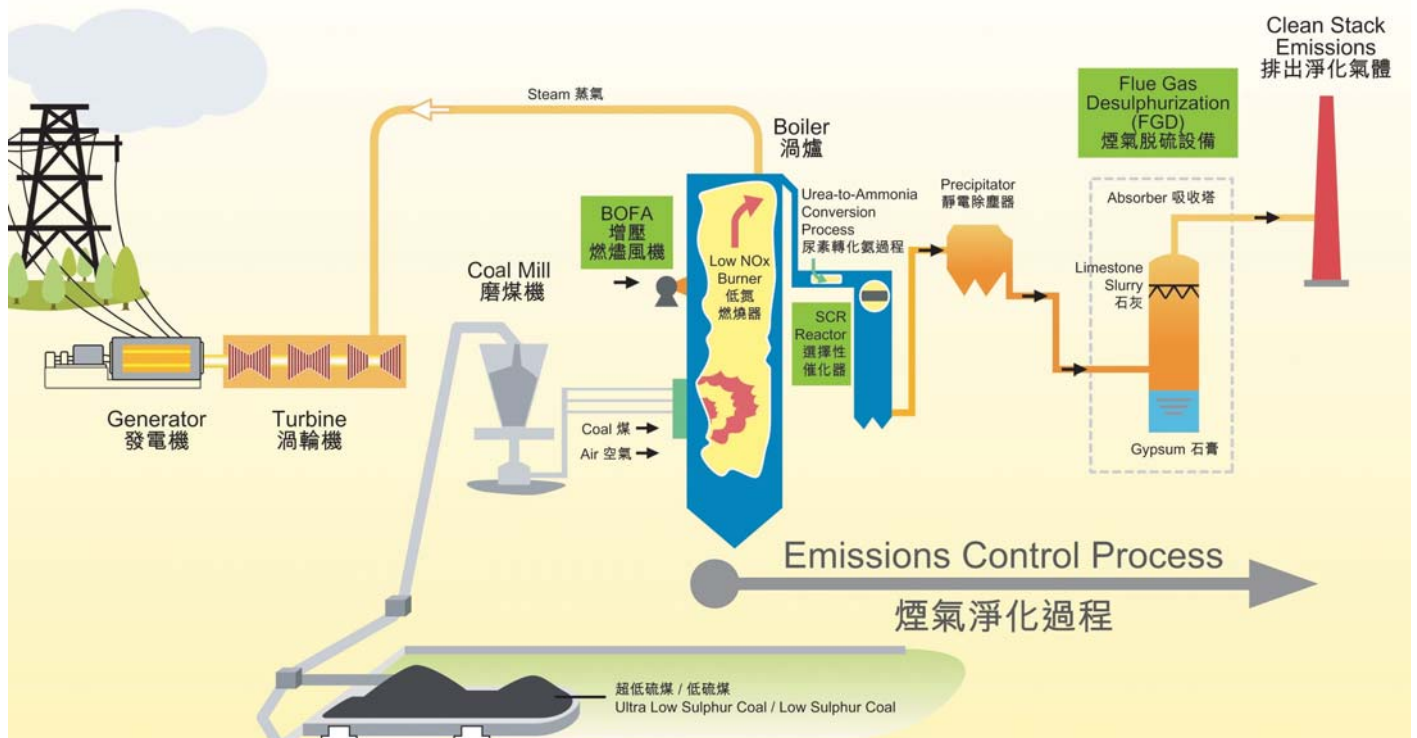 Clean Stack
Emissions
排出淨化氣體
Flue Gas
Desulphurization
(FGD)
煙氣脱硫設備
Steam 蒸氣
Boiler
渦爐
Urea-to-Ammonia
Conversion
Process
尿素轉化氨過程
Precipitator
靜電除塵器
Absorber 吸收塔
BOFA
增壓
燃燼風機
Coal Mill
磨煤機
Low NOx
Burner
低氮
燃燒器
Limestone
Slurry
石灰
SCR
Reactor
選擇性
催化器
Generator
發電機
Turbine
渦輪機
Coal 煤
Air 空氣
Gypsum 石膏
Emissions Control Process
煙氣淨化過程
超低硫煤 / 低硫煤
Ultra Low Sulphur Coal / Low Sulphur Coal